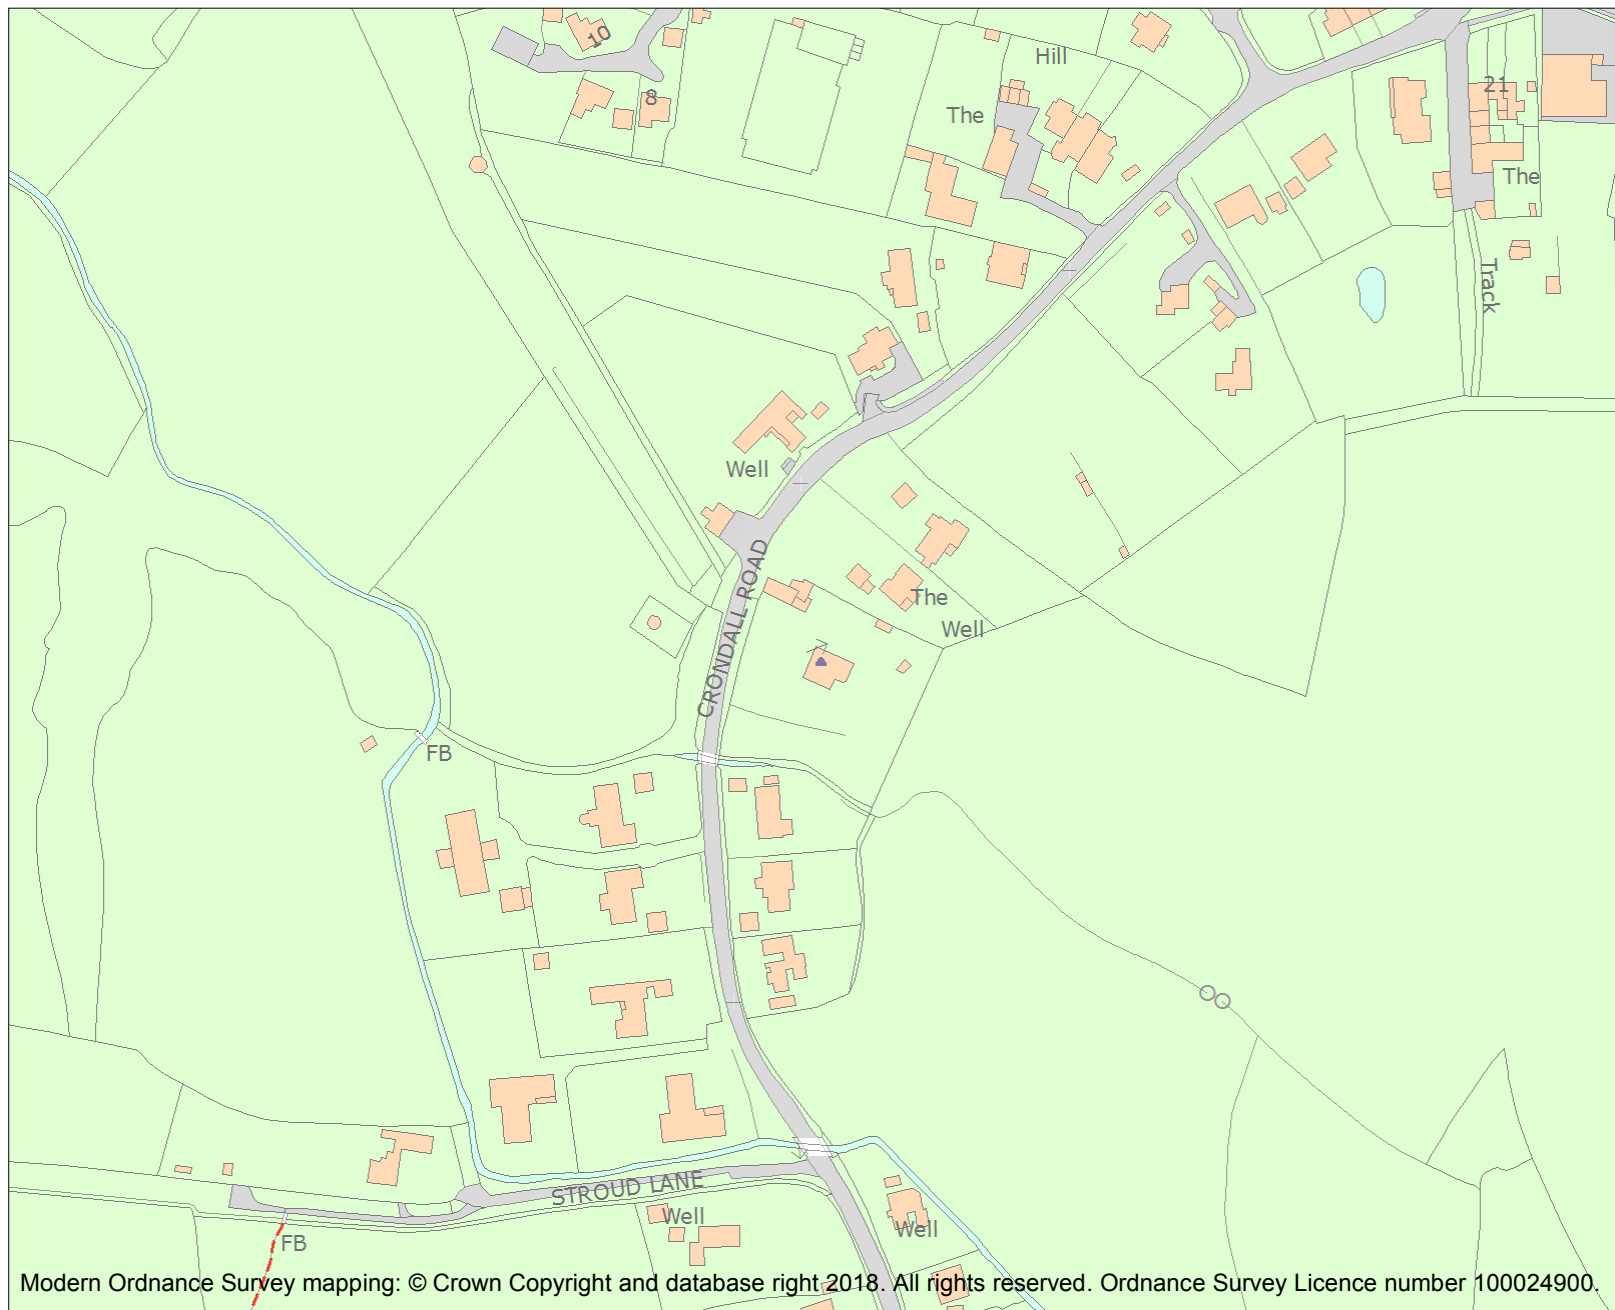 10
8
Hill
The
21
The
Track
Well
CRONDALL ROAD
The
Well
FB
STROUD LANE
Well
Well
FB
Modern Ordnance Survey mapping: © Crown Copyright and database right 2018. All rights reserved. Ordnance Survey Licence number 100024900.